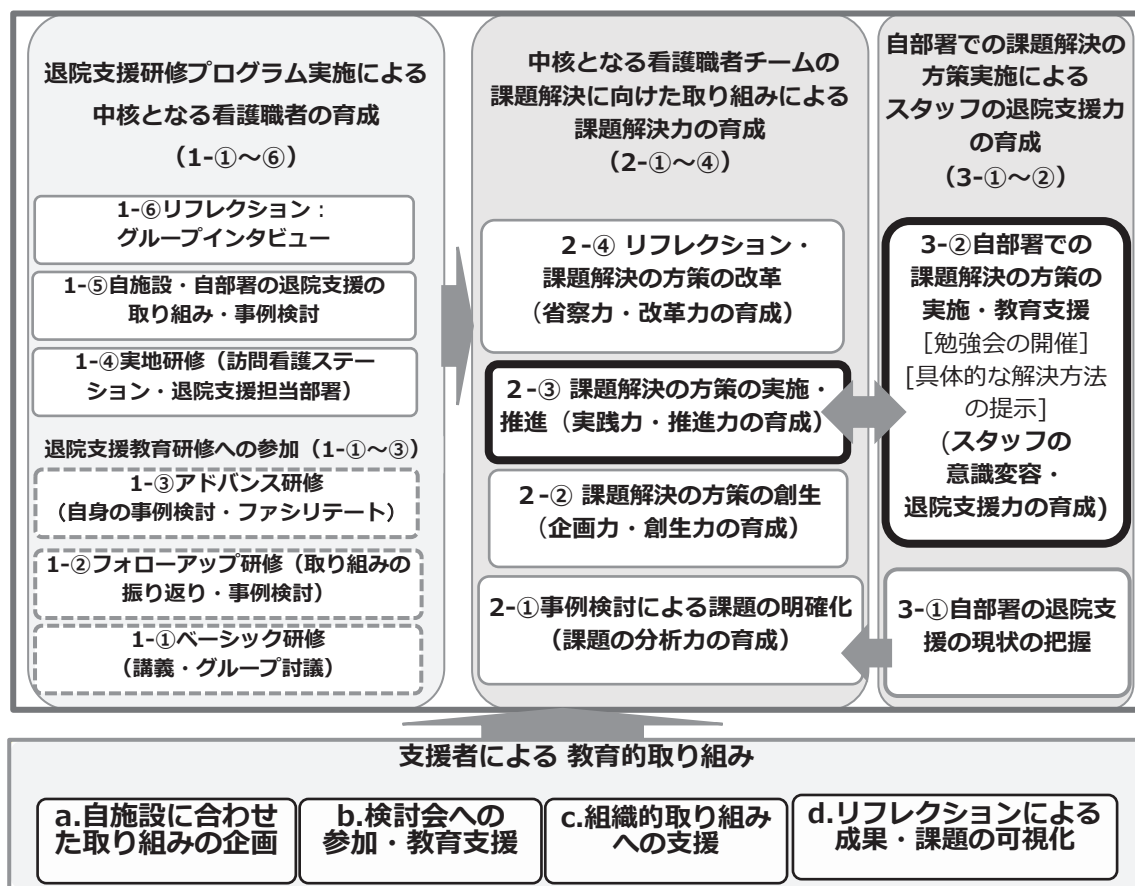 退院支援研修プログラム実施による
中核となる看護職者の育成
（1-①～⑥）
1-⑥リフレクション：
グループインタビュー
1-⑤自施設・自部署の退院支援の
取り組み・事例検討
1-④実地研修（訪問看護ステー
ション・退院支援担当部署）
退院支援教育研修への参加（1-①～③）
1-③アドバンス研修
（自身の事例検討・ファシリテート）
1-②フォローアップ研修（取り組みの
振り返り・事例検討）
1-①ベーシック研修
（講義・グループ討議）
中核となる看護職者チームの
課題解決に向けた取り組みによる
課題解決力の育成
（2-①～④）
2-④ リフレクション・
課題解決の方策の改革
（省察力・改革力の育成）
2-③ 課題解決の方策の実施・
推進（実践力・推進力の育成）
2-② 課題解決の方策の創生
（企画力・創生力の育成）
2-①事例検討による課題の明確化
（課題の分析力の育成）
自部署での課題解決の
方策実施による
スタッフの退院支援力
の育成
（3-①～②）
3-②自部署での
課題解決の方策の
実施・教育支援
［勉強会の開催］
[具体的な解決方法
の提示]
(スタッフの
意識変容・
退院支援力の育成)
3-①自部署の退院支
援の現状の把握
支援者による 教育的取り組み
a.自施設に合わせ
た取り組みの企画
b.検討会への
参加・教育支援
c.組織的取り組み
への支援
d.リフレクションによる
成果・課題の可視化